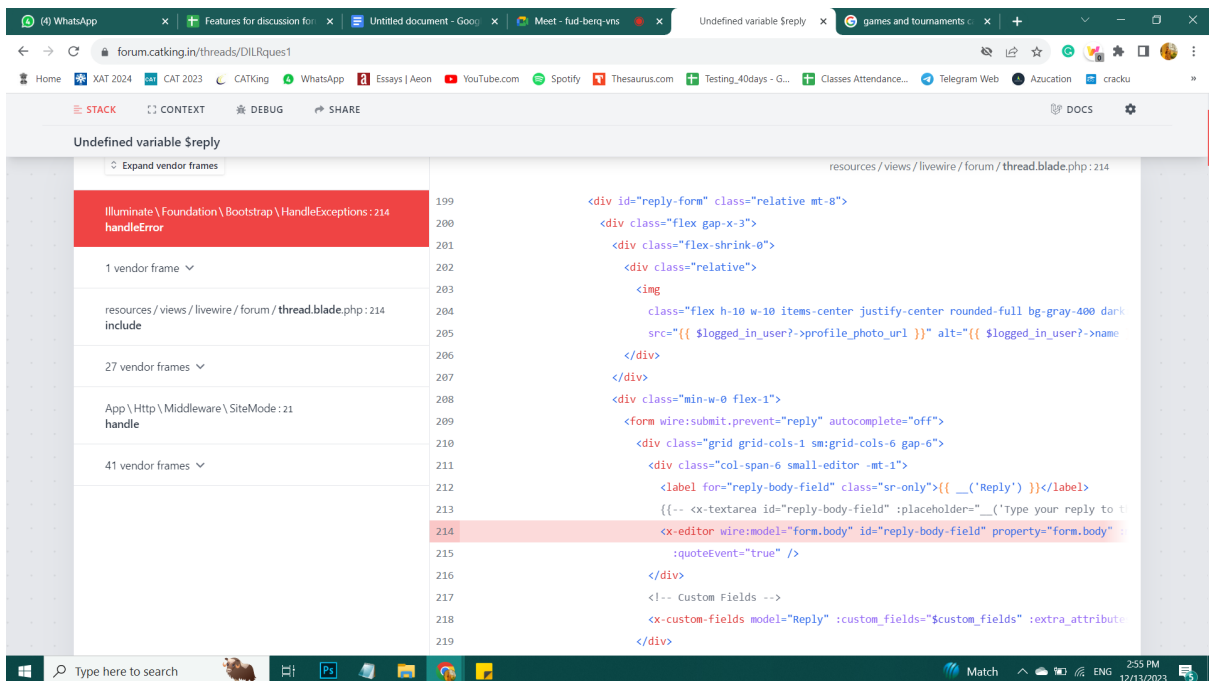 (4) WhatsApp
Features for discussion for
Untitled document - Goog
Meet - fud-berq-vns
Undefined variable $reply
games and tournaments c
forum.catking.in/threads/DILRques1
Home XAT 2024 CAT 2023 CATKing WhatsApp Essays | Aeon YouTube.com Spotify Thesaurus.com Testing_40days - G... Classes Attendance... Telegram Web Azucation cracku »
STACK CONTEXT DEBUG SHARE DOCS
Undefined variable $reply
Expand vendor frames
resources / views / livewire / forum / thread.blade.php : 214
Illuminate \ Foundation \ Bootstrap \ HandleExceptions : 214
handleError
1 vendor frame
resources / views / livewire / forum / thread.blade.php : 214
include
27 vendor frames
App \ Http \ Middleware \ SiteMode : 21
handle
41 vendor frames
199 <div id="reply-form" class="relative mt-8">
200 <div class="flex gap-x-3">
201 <div class="flex-shrink-0">
202 <div class="relative">
203 <img
204 class="flex h-10 w-10 items-center justify-center rounded-full bg-gray-400 dark
205 src="{{ $logged_in_user?->profile_photo_url }}" alt="{{ $logged_in_user?->name
206 </div>
207 </div>
208 <div class="min-w-0 flex-1">
209 <form wire:submit.prevent="reply" autocomplete="off">
210 <div class="grid grid-cols-1 sm:grid-cols-6 gap-6">
211 <div class="col-span-6 small-editor -mt-1">
212 <label for="reply-body-field" class="sr-only">{{ __('Reply') }}</label>
213 {{-- <x-textarea id="reply-body-field" :placeholder="__('Type your reply to t
214 <x-editor wire:model="form.body" id="reply-body-field" property="form.body" :
215 :quoteEvent="true" />
216 </div>
217 <!-- Custom Fields -->
218 <x-custom-fields model="Reply" :custom_fields="$custom_fields" :extra_attribute
219 </div>
Type here to search
Ps
Match
ENG
2:55 PM
12/13/2023
5